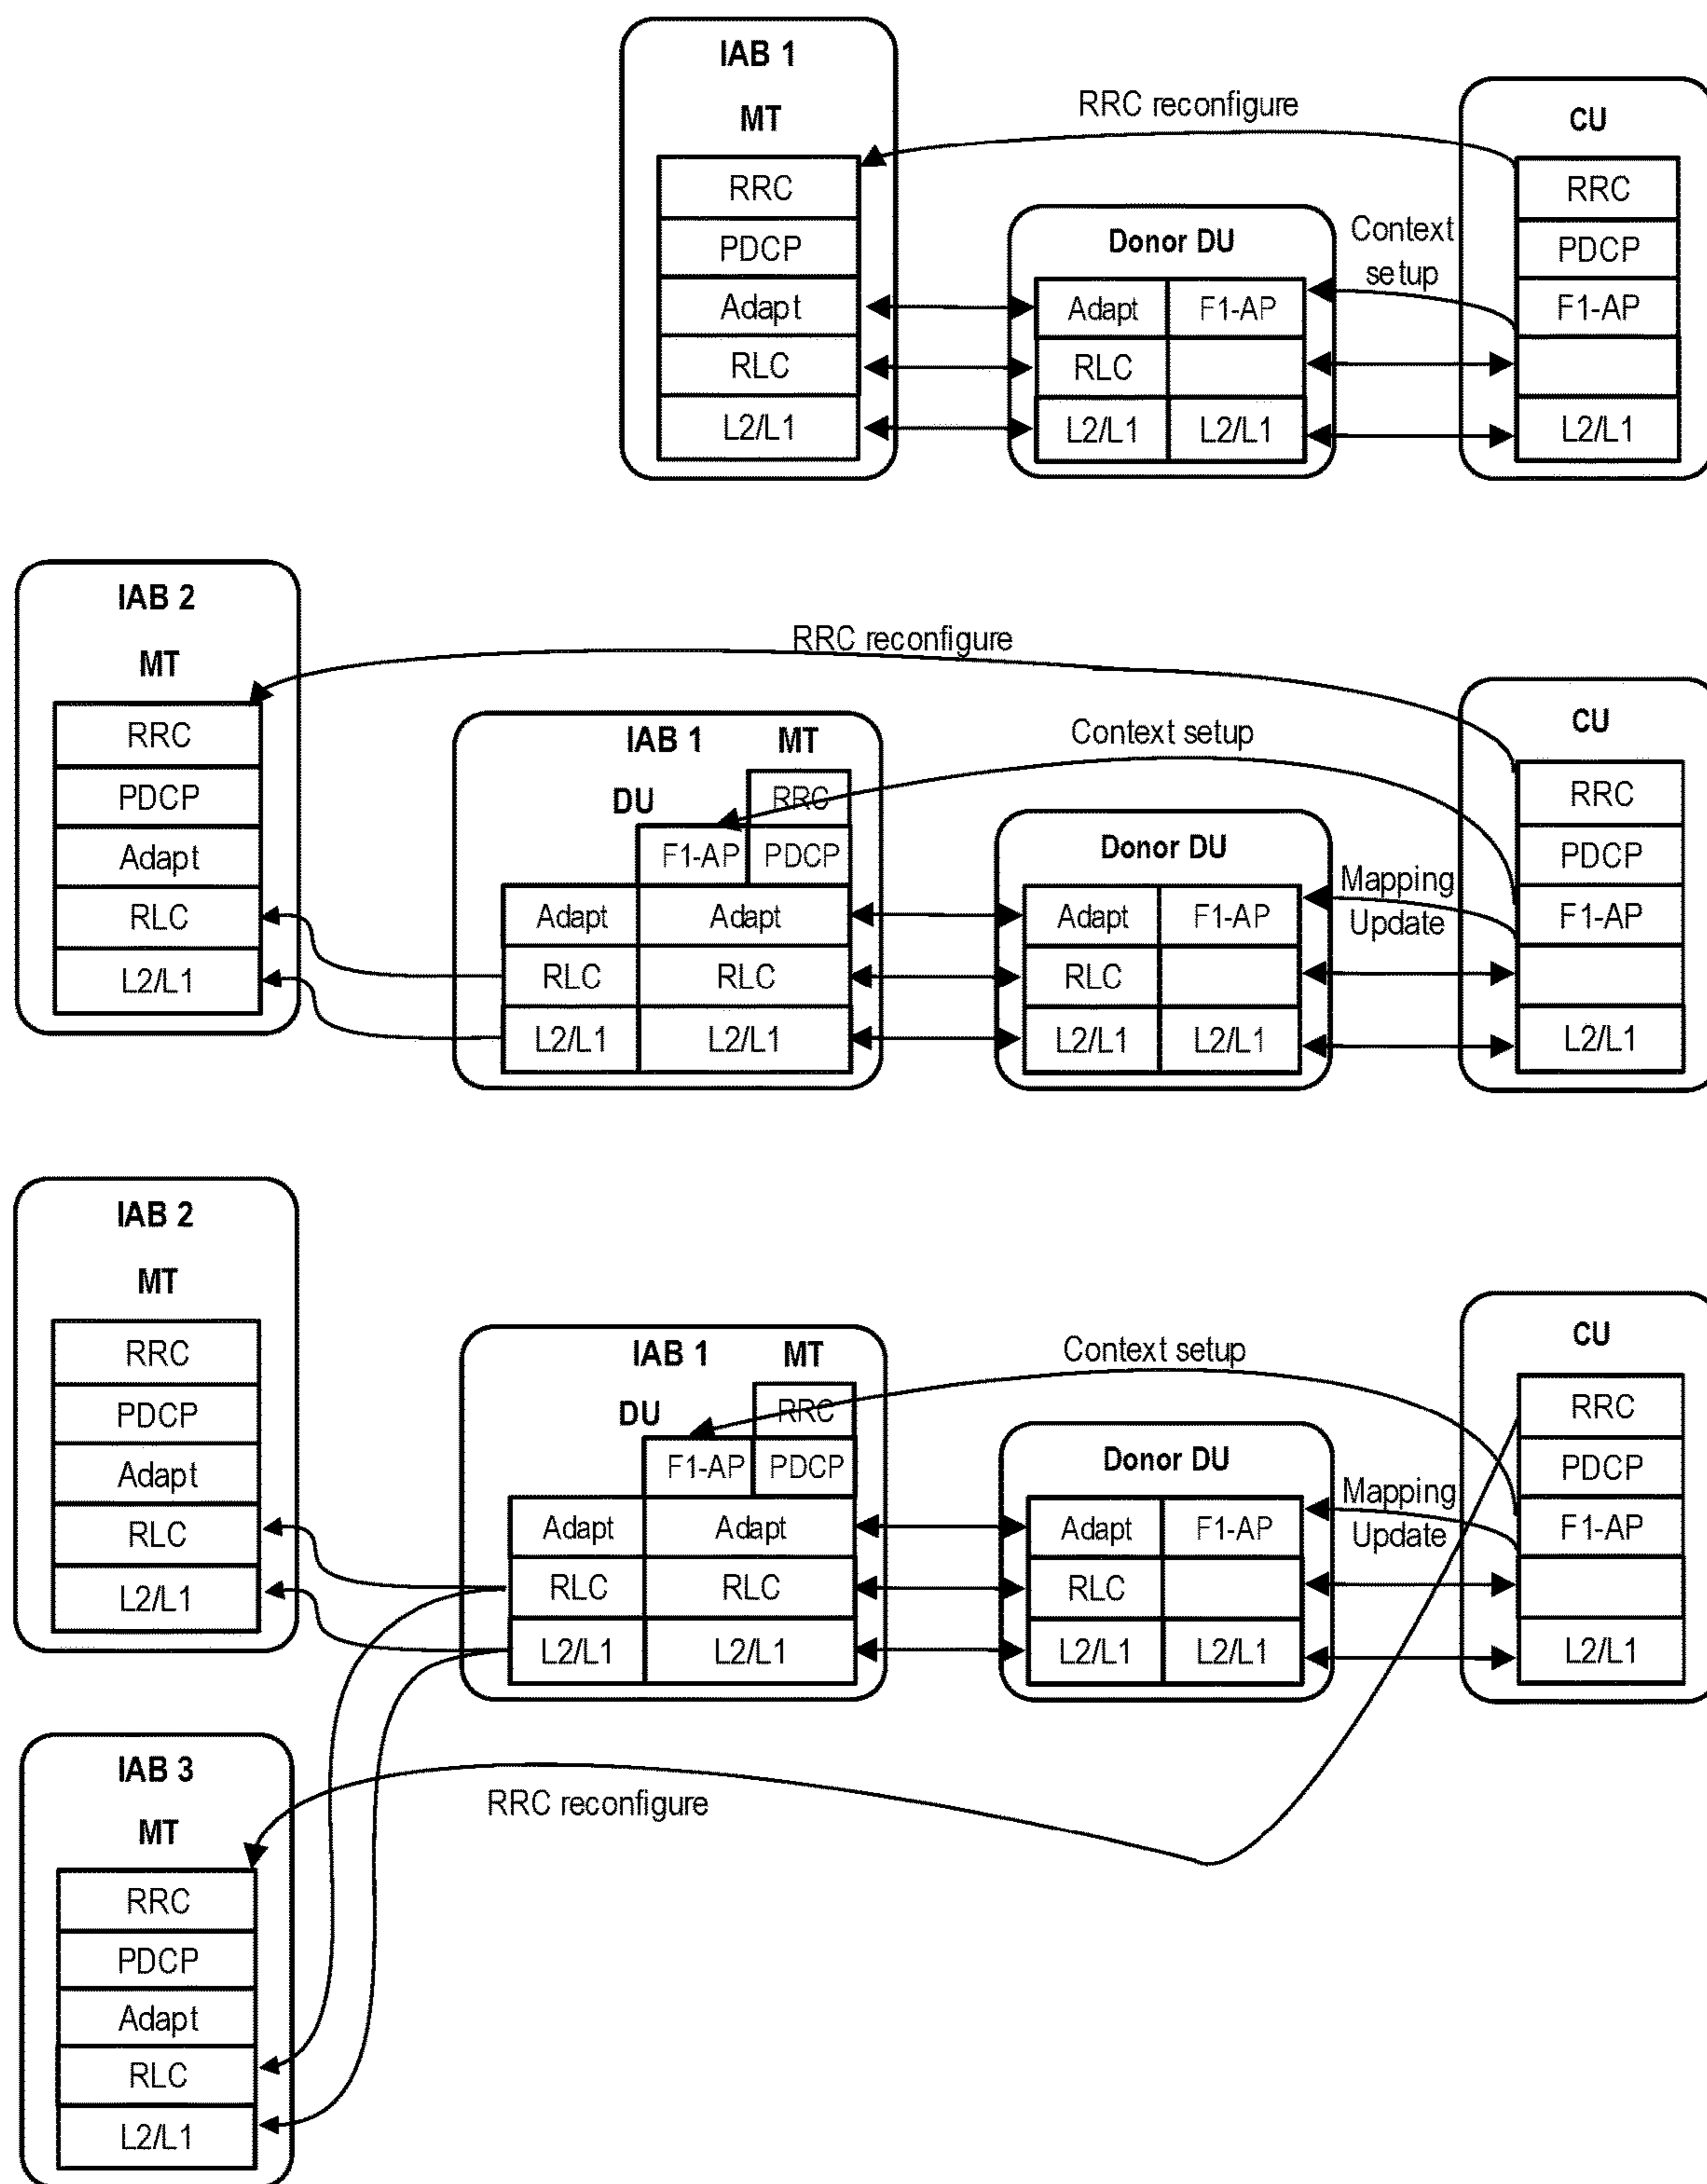 IAB 1
MT
RRC
PDCP
Adapt
RLC
L2/L1
RRC reconfigure
Donor DU
Adapt F1-AP
RLC
L2/L1 L2/L1
Context
setup
CU
RRC
PDCP
F1-AP
L2/L1
IAB 2
MT
RRC
PDCP
Adapt
RLC
L2/L1
RRC reconfigure
IAB 1 MT
DU RRC
F1-AP PDCP
Adapt Adapt
RLC RLC
L2/L1 L2/L1
Context setup
Donor DU
Adapt F1-AP
RLC
L2/L1 L2/L1
Mapping
Update
CU
RRC
PDCP
F1-AP
L2/L1
IAB 2
MT
RRC
PDCP
Adapt
RLC
L2/L1
IAB 1 MT
DU RRC
F1-AP PDCP
Adapt Adapt
RLC RLC
L2/L1 L2/L1
Context setup
Donor DU
Adapt F1-AP
RLC
L2/L1 L2/L1
Mapping
Update
CU
RRC
PDCP
F1-AP
L2/L1
IAB 3
MT
RRC
PDCP
Adapt
RLC
L2/L1
RRC reconfigure